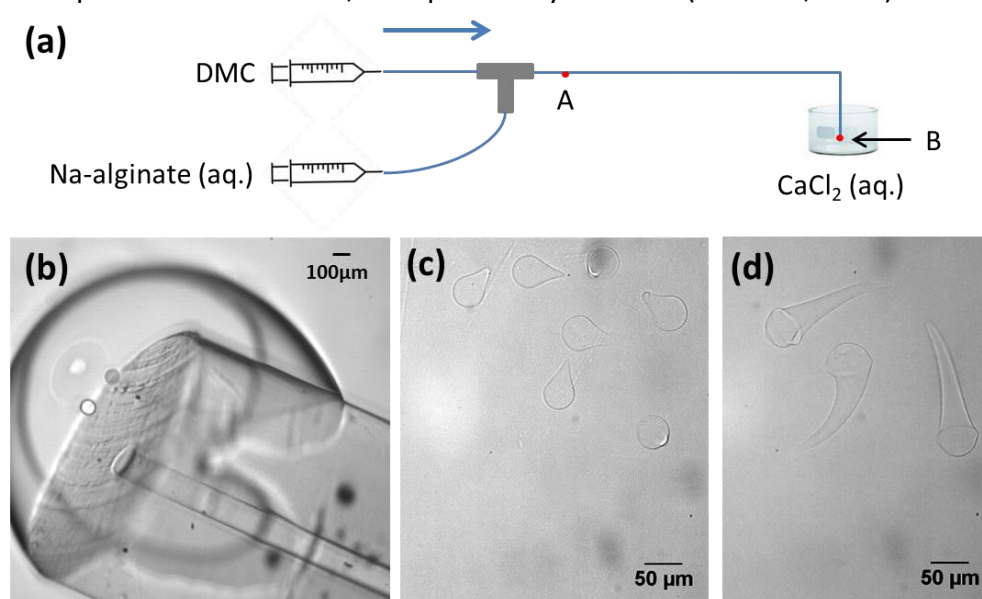 (a)
DMC
A
B
Na-alginate (aq.)
CaCl2 (aq.)
(b)
100μm
(c)
50 μm
(d)
50 μm